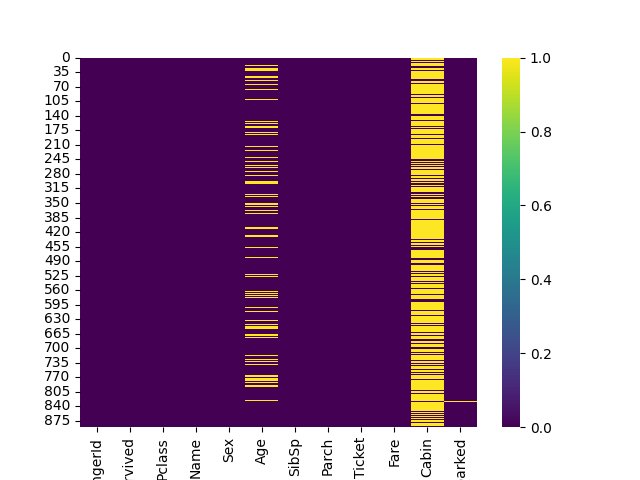 0
35
70
105
140
175
210
245
280
315
350
385
420
455
490
525
560
595
630
665
700
735
770
805
840
875
1.0
0.8
0.6
0.4
0.2
0.0
ngerId
rvived
Pclass
Name
Sex
Age
SibSp
Parch
Ticket
Fare
Cabin
arked